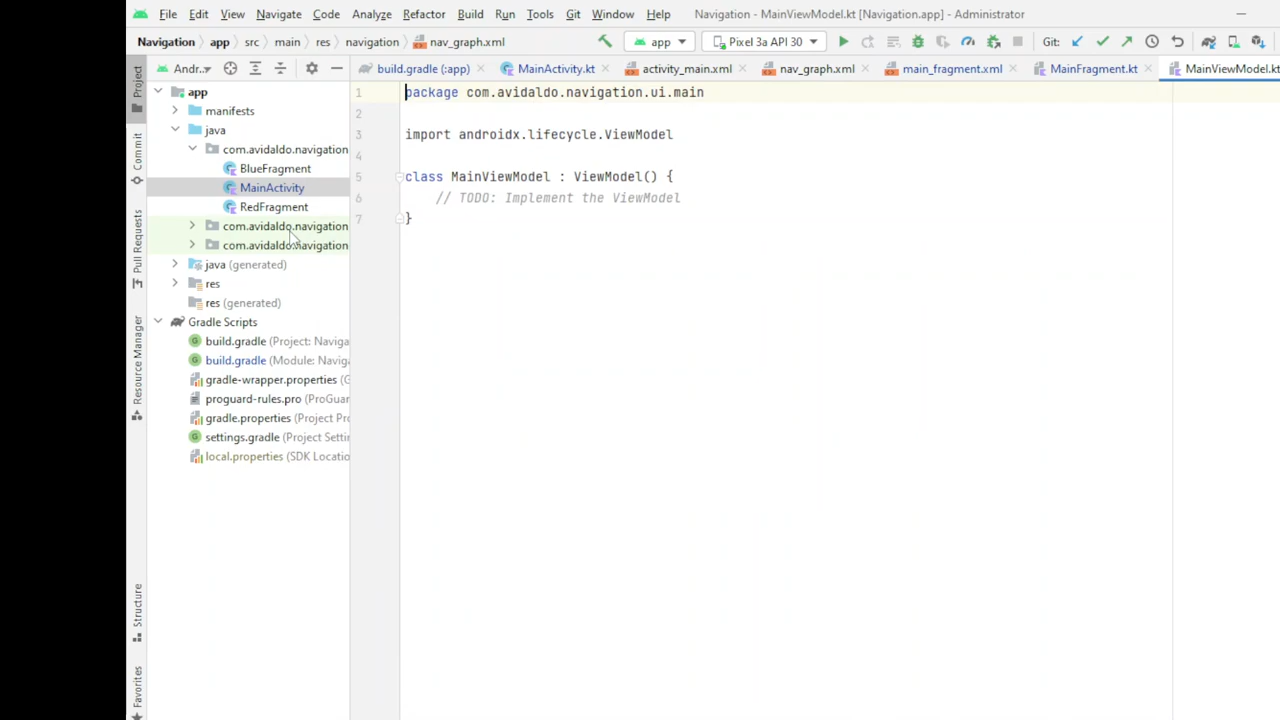 File Edit View Navigate Code Analyze Refactor Build Run Tools Git Window Help Navigation - MainViewModel.kt [Navigation.app] - Administrator
Navigation app src main res navigation nav_graph.xml app Pixel 3a API 30 Git:
Project
Commit
Pull Requests
Resource Manager
Structure
Favorites
Andr..
build.gradle (:app) MainActivity.kt activity_main.xml nav_graph.xml main_fragment.xml MainFragment.kt MainViewModel.kt
app
manifests
java
com.avidaldo.navigation
BlueFragment
MainActivity
RedFragment
com.avidaldo.navigation
com.avidaldo.navigation
java (generated)
res
res (generated)
Gradle Scripts
build.gradle (Project: Naviga
build.gradle (Module: Naviga
gradle-wrapper.properties (G
proguard-rules.pro (ProGuar
gradle.properties (Project Pro
settings.gradle (Project Setti
local.properties (SDK Locatio
1 package com.avidaldo.navigation.ui.main
2
3 import androidx.lifecycle.ViewModel
4
5 class MainViewModel : ViewModel() {
6 // TODO: Implement the ViewModel
7 }